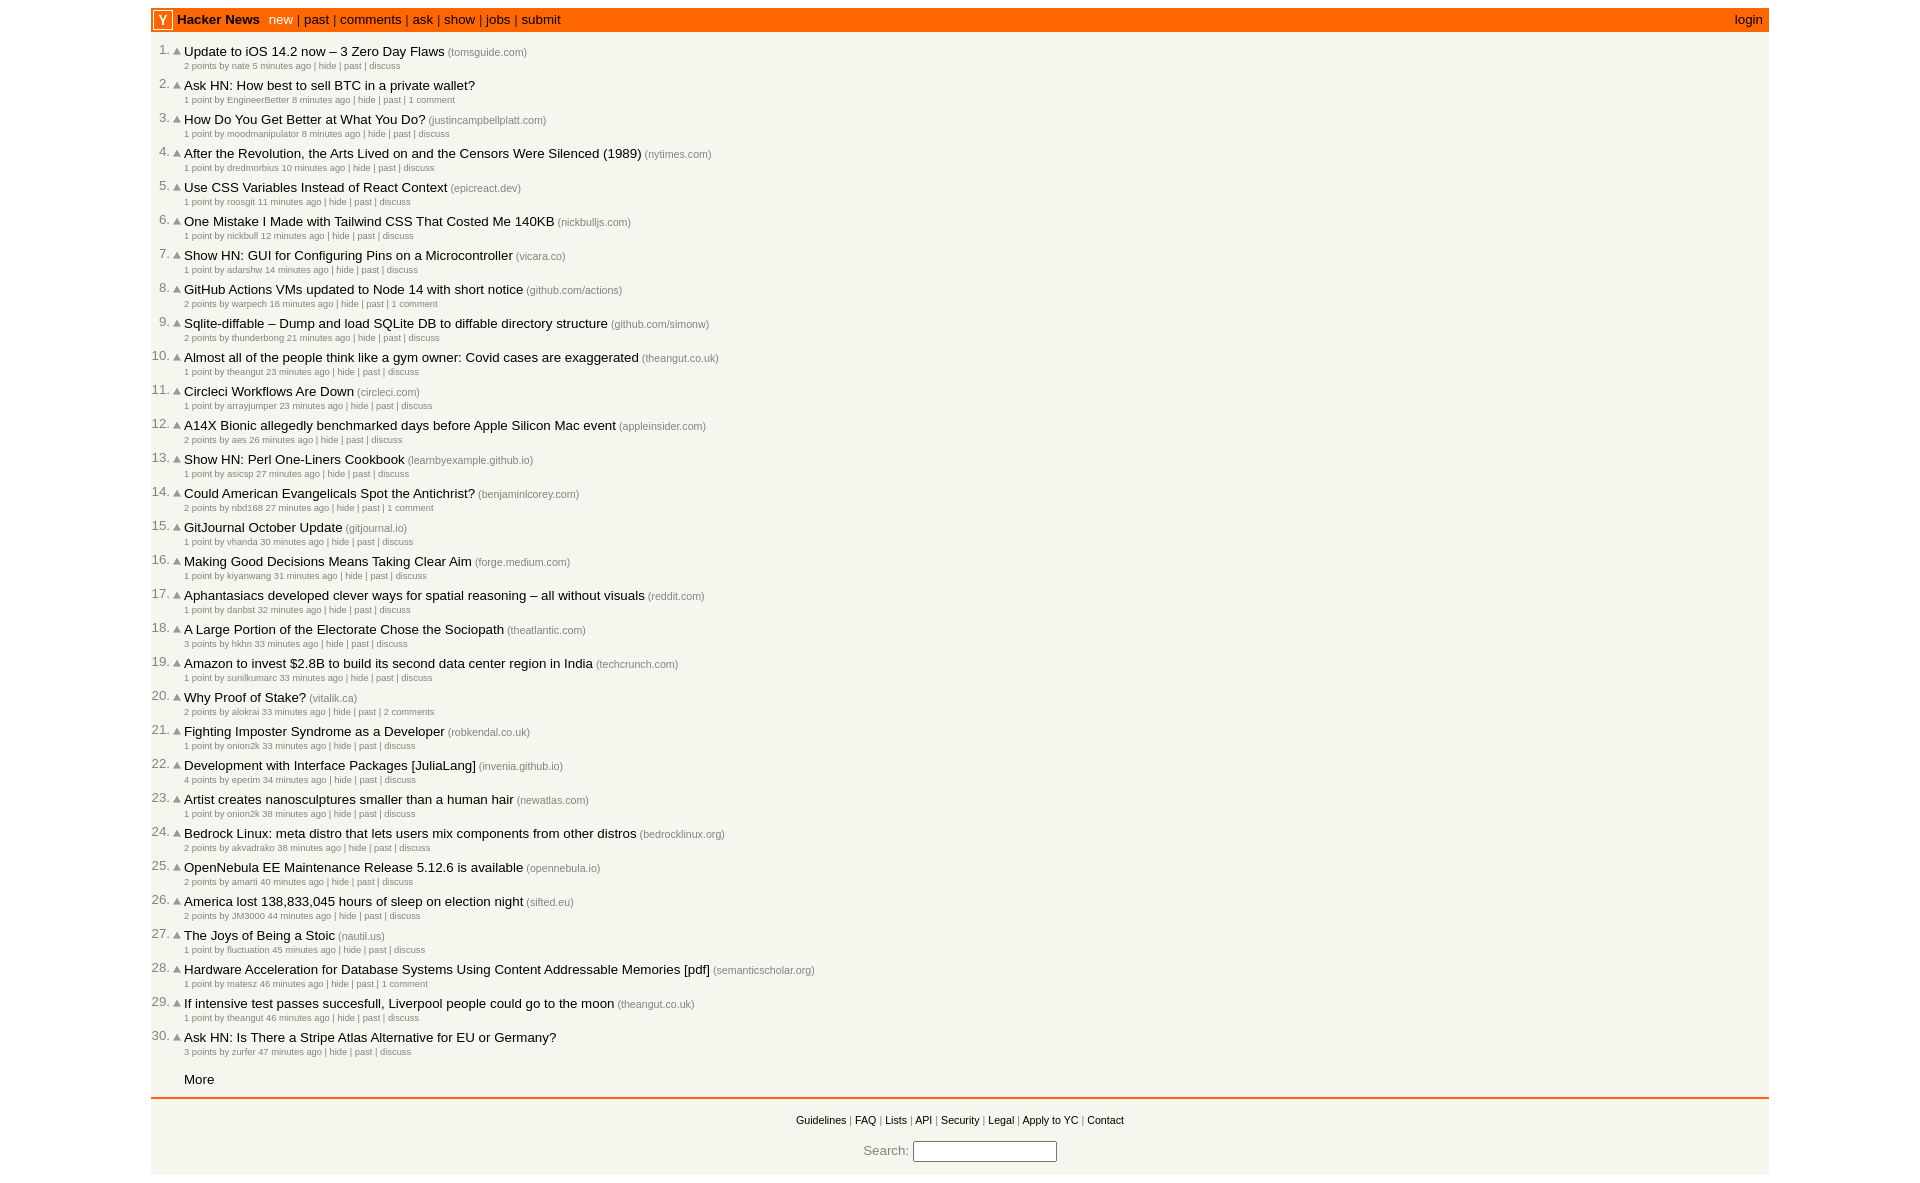 Y Hacker News new | past | comments | ask | show | jobs | submit login
1. Update to iOS 14.2 now – 3 Zero Day Flaws (tomsguide.com)
2 points by nate 5 minutes ago | hide | past | discuss
2. Ask HN: How best to sell BTC in a private wallet?
1 point by EngineerBetter 8 minutes ago | hide | past | 1 comment
3. How Do You Get Better at What You Do? (justincampbellplatt.com)
1 point by moodmanipulator 8 minutes ago | hide | past | discuss
4. After the Revolution, the Arts Lived on and the Censors Were Silenced (1989) (nytimes.com)
1 point by dredmorbius 10 minutes ago | hide | past | discuss
5. Use CSS Variables Instead of React Context (epicreact.dev)
1 point by roosgit 11 minutes ago | hide | past | discuss
6. One Mistake I Made with Tailwind CSS That Costed Me 140KB (nickbulljs.com)
1 point by nickbull 12 minutes ago | hide | past | discuss
7. Show HN: GUI for Configuring Pins on a Microcontroller (vicara.co)
1 point by adarshw 14 minutes ago | hide | past | discuss
8. GitHub Actions VMs updated to Node 14 with short notice (github.com/actions)
2 points by warpech 16 minutes ago | hide | past | 1 comment
9. Sqlite-diffable – Dump and load SQLite DB to diffable directory structure (github.com/simonw)
2 points by thunderbong 21 minutes ago | hide | past | discuss
10. Almost all of the people think like a gym owner: Covid cases are exaggerated (theangut.co.uk)
1 point by theangut 23 minutes ago | hide | past | discuss
11. Circleci Workflows Are Down (circleci.com)
1 point by arrayjumper 23 minutes ago | hide | past | discuss
12. A14X Bionic allegedly benchmarked days before Apple Silicon Mac event (appleinsider.com)
2 points by aes 26 minutes ago | hide | past | discuss
13. Show HN: Perl One-Liners Cookbook (learnbyexample.github.io)
1 point by asicsp 27 minutes ago | hide | past | discuss
14. Could American Evangelicals Spot the Antichrist? (benjaminlcorey.com)
2 points by nbd168 27 minutes ago | hide | past | 1 comment
15. GitJournal October Update (gitjournal.io)
1 point by vhanda 30 minutes ago | hide | past | discuss
16. Making Good Decisions Means Taking Clear Aim (forge.medium.com)
1 point by kiyanwang 31 minutes ago | hide | past | discuss
17. Aphantasiacs developed clever ways for spatial reasoning – all without visuals (reddit.com)
1 point by danbst 32 minutes ago | hide | past | discuss
18. A Large Portion of the Electorate Chose the Sociopath (theatlantic.com)
3 points by hkhn 33 minutes ago | hide | past | discuss
19. Amazon to invest $2.8B to build its second data center region in India (techcrunch.com)
1 point by sunilkumarc 33 minutes ago | hide | past | discuss
20. Why Proof of Stake? (vitalik.ca)
2 points by alokrai 33 minutes ago | hide | past | 2 comments
21. Fighting Imposter Syndrome as a Developer (robkendal.co.uk)
1 point by onion2k 33 minutes ago | hide | past | discuss
22. Development with Interface Packages [JuliaLang] (invenia.github.io)
4 points by eperim 34 minutes ago | hide | past | discuss
23. Artist creates nanosculptures smaller than a human hair (newatlas.com)
1 point by onion2k 38 minutes ago | hide | past | discuss
24. Bedrock Linux: meta distro that lets users mix components from other distros (bedrocklinux.org)
2 points by akvadrako 38 minutes ago | hide | past | discuss
25. OpenNebula EE Maintenance Release 5.12.6 is available (opennebula.io)
2 points by amarti 40 minutes ago | hide | past | discuss
26. America lost 138,833,045 hours of sleep on election night (sifted.eu)
2 points by JM3000 44 minutes ago | hide | past | discuss
27. The Joys of Being a Stoic (nautil.us)
1 point by fluctuation 45 minutes ago | hide | past | discuss
28. Hardware Acceleration for Database Systems Using Content Addressable Memories [pdf] (semanticscholar.org)
1 point by matesz 46 minutes ago | hide | past | 1 comment
29. If intensive test passes succesfull, Liverpool people could go to the moon (theangut.co.uk)
1 point by theangut 46 minutes ago | hide | past | discuss
30. Ask HN: Is There a Stripe Atlas Alternative for EU or Germany?
3 points by zurfer 47 minutes ago | hide | past | discuss
More
Guidelines | FAQ | Lists | API | Security | Legal | Apply to YC | Contact
Search: